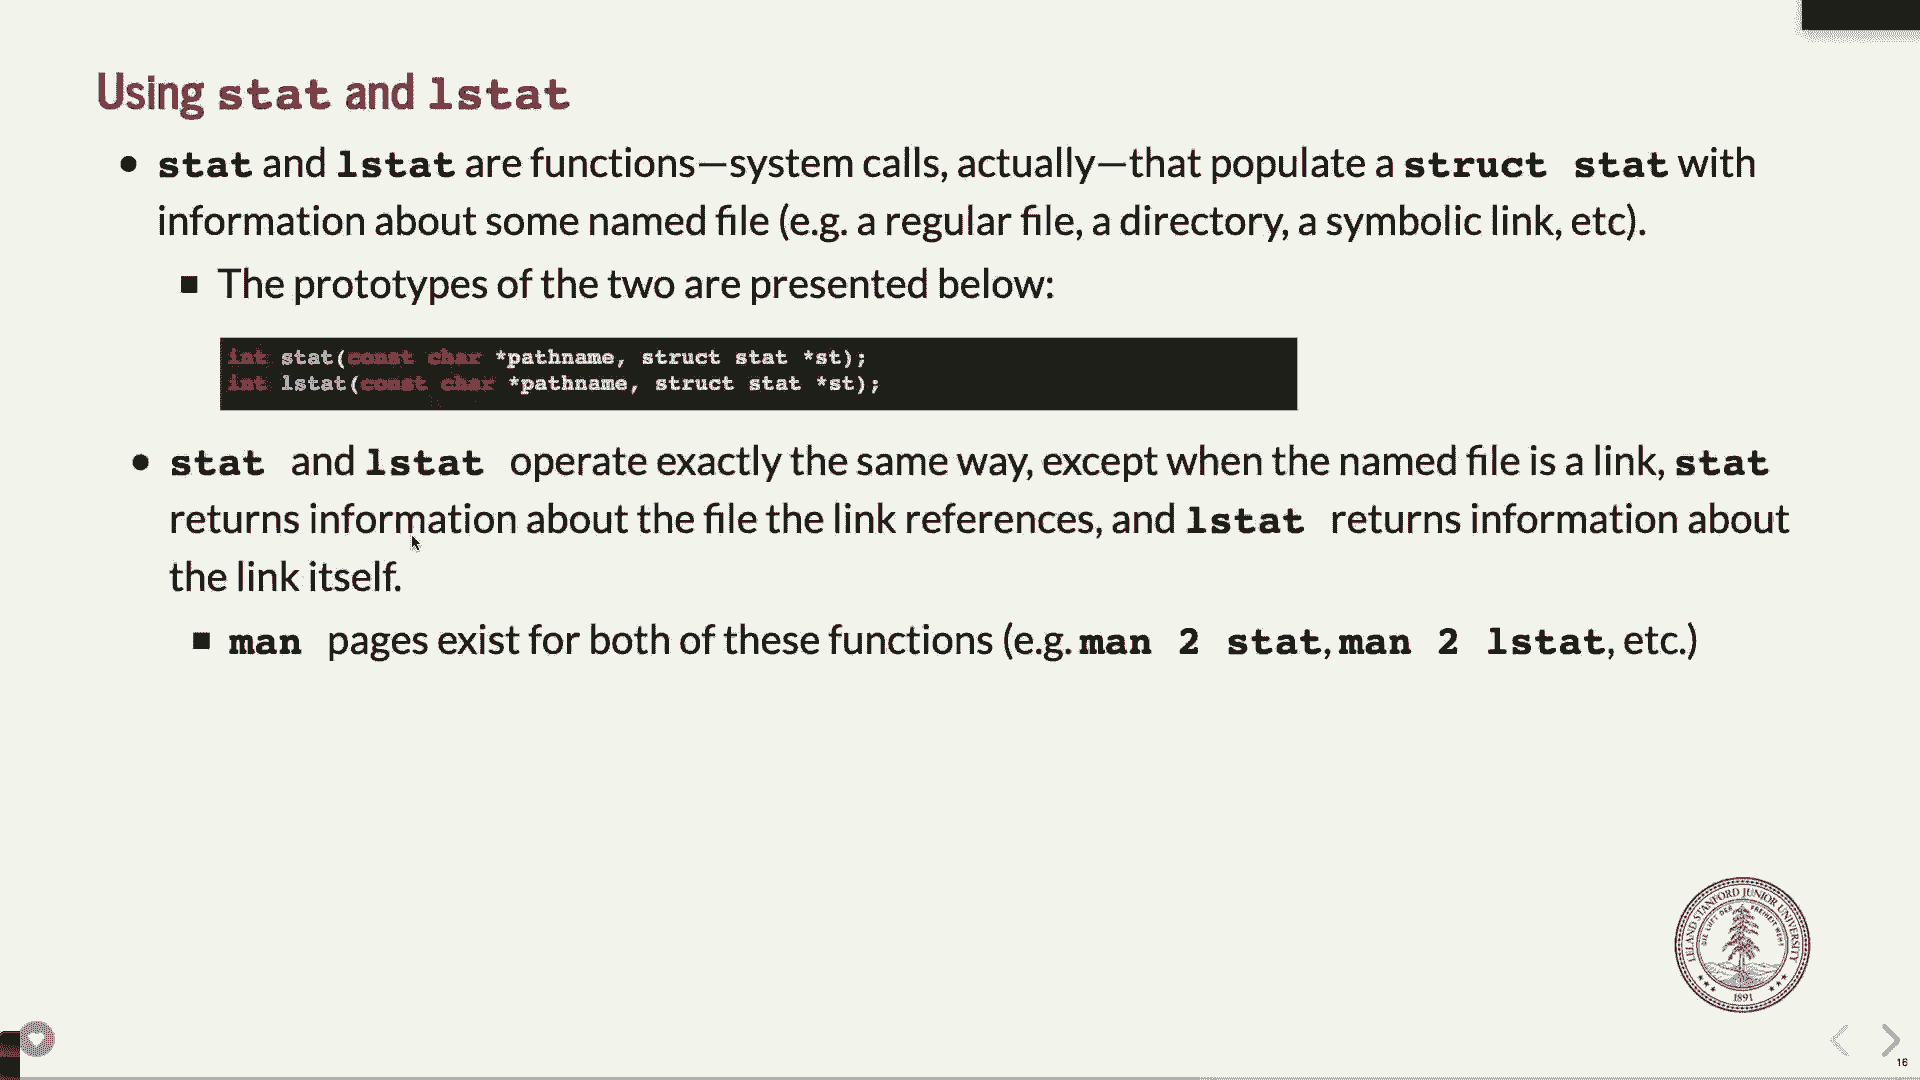 Using stat and lstat
• stat and lstat are functions—system calls, actually—that populate a struct stat with
information about some named file (e.g. a regular file, a directory, a symbolic link, etc).
▪ The prototypes of the two are presented below:
int stat(const char *pathname, struct stat *st);
int lstat(const char *pathname, struct stat *st);
• stat and lstat operate exactly the same way, except when the named file is a link, stat
returns information about the file the link references, and lstat returns information about
the link itself.
▪ man pages exist for both of these functions (e.g. man 2 stat, man 2 lstat, etc.)
LELAND STANFORD JUNIOR UNIVERSITY
DIE LUFT DER FREIHEIT WEHT
1891
16